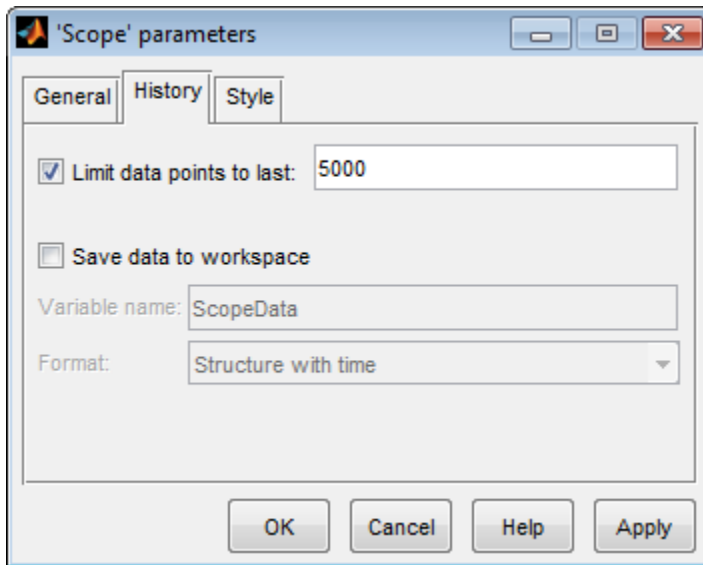 'Scope' parameters
General History Style
Limit data points to last: 5000
Save data to workspace
Variable name: ScopeData
Format: Structure with time
OK Cancel Help Apply